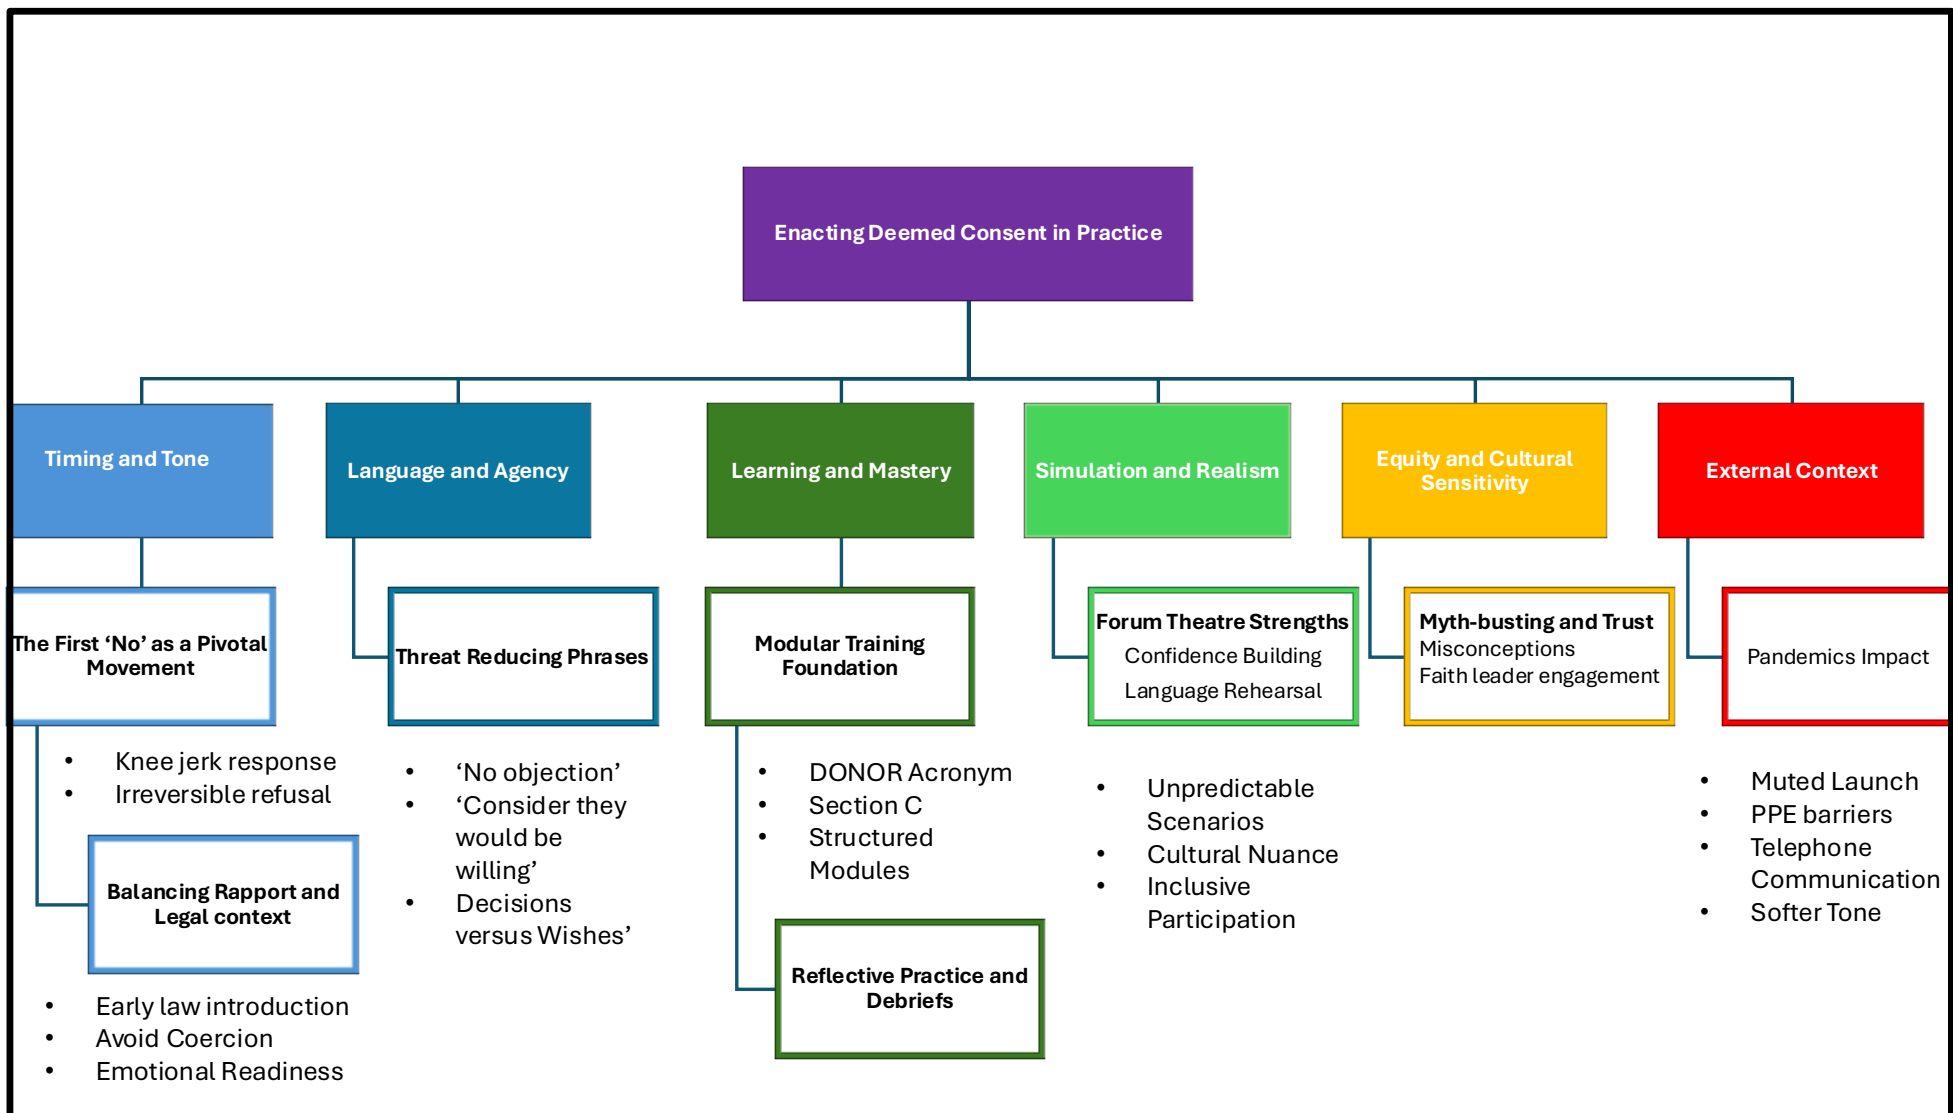 Enacting Deemed Consent in Practice
Timing and Tone
Language and Agency
Learning and Mastery
Simulation and Realism
Equity and Cultural
Sensitivity
External Context
The First ‘No’ as a Pivotal
Movement
• Knee jerk response
• Irreversible refusal
Balancing Rapport and
Legal context
• Early law introduction
• Avoid Coercion
• Emotional Readiness
Threat Reducing Phrases
• ‘No objection’
• ‘Consider they
would be
willing’
• Decisions
versus Wishes’
Modular Training
Foundation
• DONOR Acronym
• Section C
• Structured
Modules
Reflective Practice and
Debriefs
Forum Theatre Strengths
Confidence Building
Language Rehearsal
• Unpredictable
Scenarios
• Cultural Nuance
• Inclusive
Participation
Myth-busting and Trust
Misconceptions
Faith leader engagement
Pandemics Impact
• Muted Launch
• PPE barriers
• Telephone
Communication
• Softer Tone